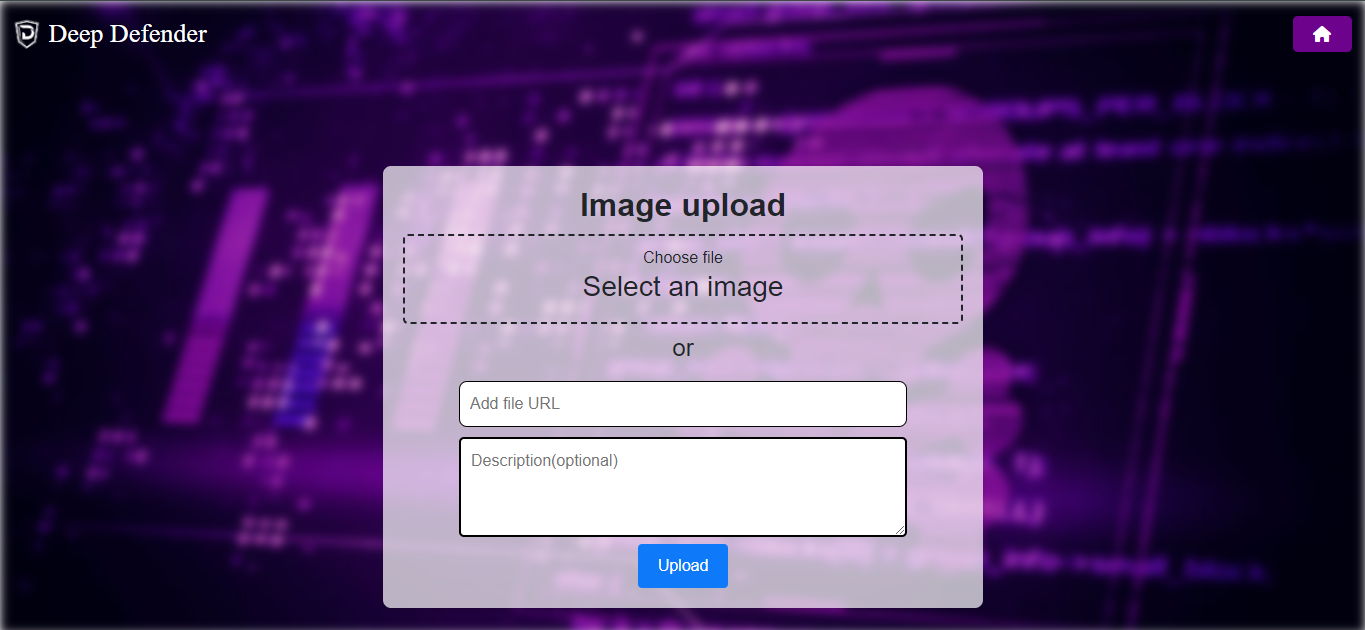 Deep Defender
Image upload
Choose file
Select an image
or
Add file URL
Description(optional)
Upload